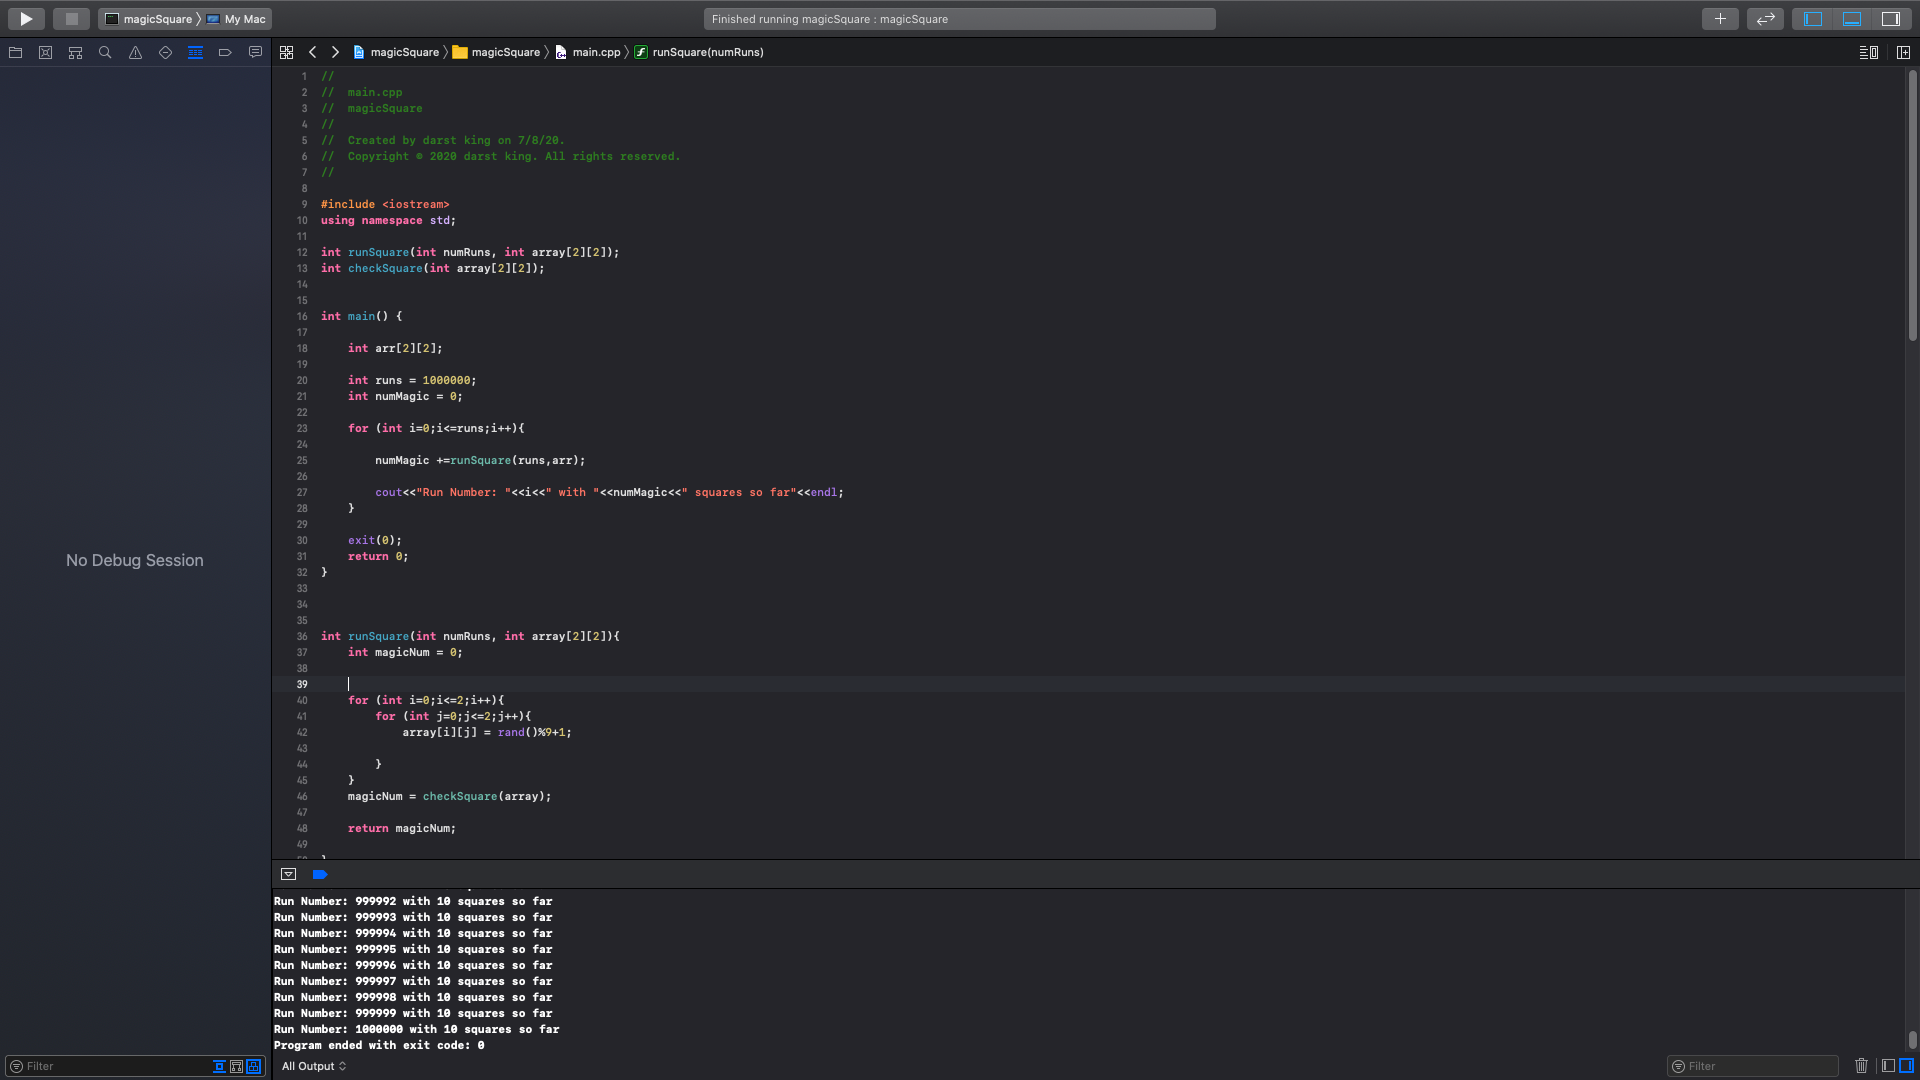 magicSquare 〉 My Mac
Finished running magicSquare : magicSquare
magicSquare 〉 magicSquare 〉 main.cpp 〉 runSquare(numRuns)
1 //
2 //  main.cpp
3 //  magicSquare
4 //
5 //  Created by darst king on 7/8/20.
6 //  Copyright © 2020 darst king. All rights reserved.
7 //
8
9 #include <iostream>
10 using namespace std;
11
12 int runSquare(int numRuns, int array[2][2]);
13 int checkSquare(int array[2][2]);
14
15
16 int main() {
17
18     int arr[2][2];
19
20     int runs = 1000000;
21     int numMagic = 0;
22
23     for (int i=0;i<=runs;i++){
24
25         numMagic +=runSquare(runs,arr);
26
27         cout<<"Run Number: "<<i<<" with "<<numMagic<<" squares so far"<<endl;
28     }
29
30     exit(0);
31     return 0;
32 }
33
34
35
36 int runSquare(int numRuns, int array[2][2]){
37     int magicNum = 0;
38
39
40     for (int i=0;i<=2;i++){
41         for (int j=0;j<=2;j++){
42             array[i][j] = rand()%9+1;
43
44         }
45     }
46     magicNum = checkSquare(array);
47
48     return magicNum;
49
No Debug Session
Run Number: 999992 with 10 squares so far
Run Number: 999993 with 10 squares so far
Run Number: 999994 with 10 squares so far
Run Number: 999995 with 10 squares so far
Run Number: 999996 with 10 squares so far
Run Number: 999997 with 10 squares so far
Run Number: 999998 with 10 squares so far
Run Number: 999999 with 10 squares so far
Run Number: 1000000 with 10 squares so far
Program ended with exit code: 0
Filter
All Output
Filter